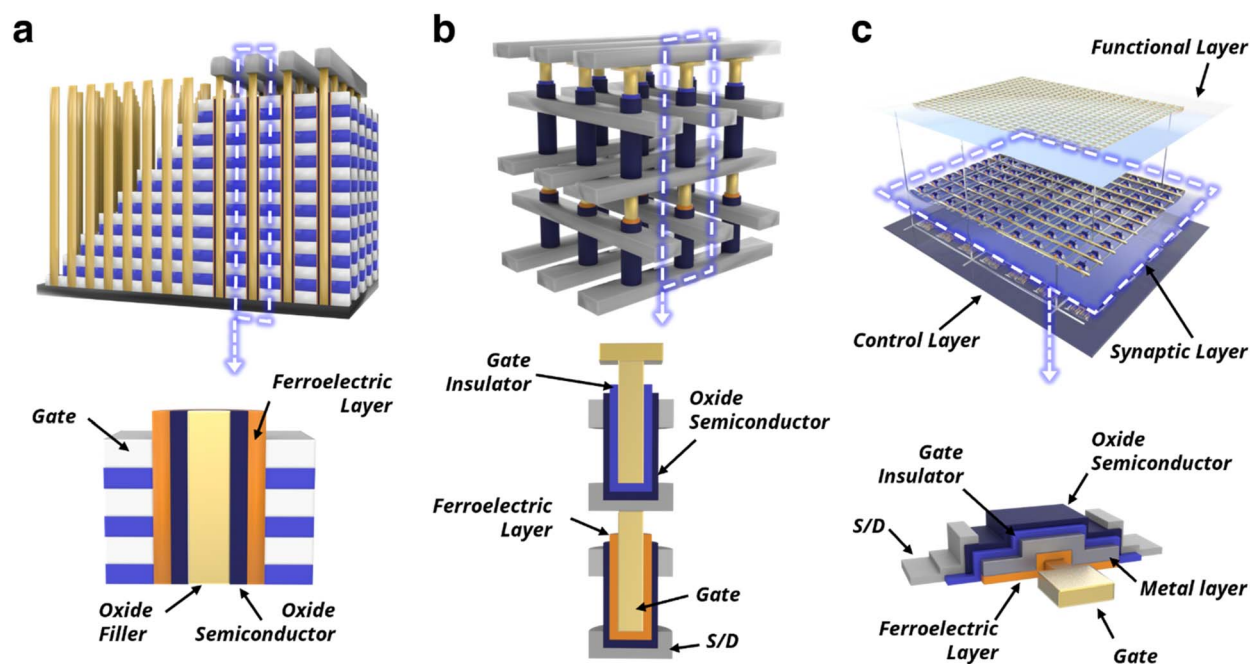 a
b
c
Functional Layer
Control Layer
Synaptic Layer
Ferroelectric
Layer
Gate
Oxide
Filler
Oxide
Semiconductor
Gate
Insulator
Oxide
Semiconductor
Ferroelectric
Layer
Gate
S/D
Oxide
Semiconductor
Gate
Insulator
S/D
Metal layer
Ferroelectric
Layer
Gate